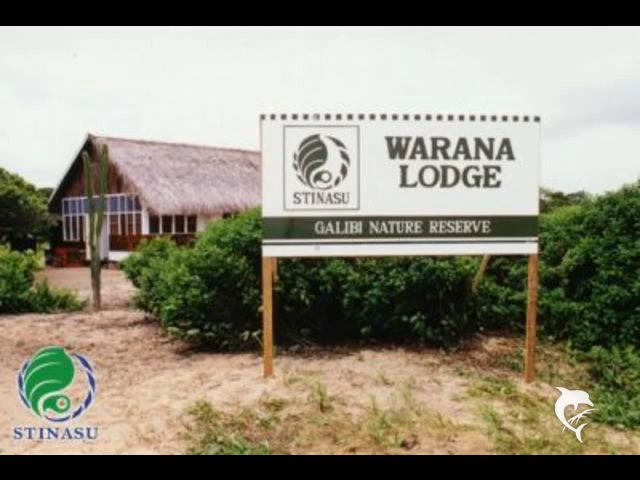 WARANA
LODGE
STINASU
GALIBI NATURE RESERVE
STINASU